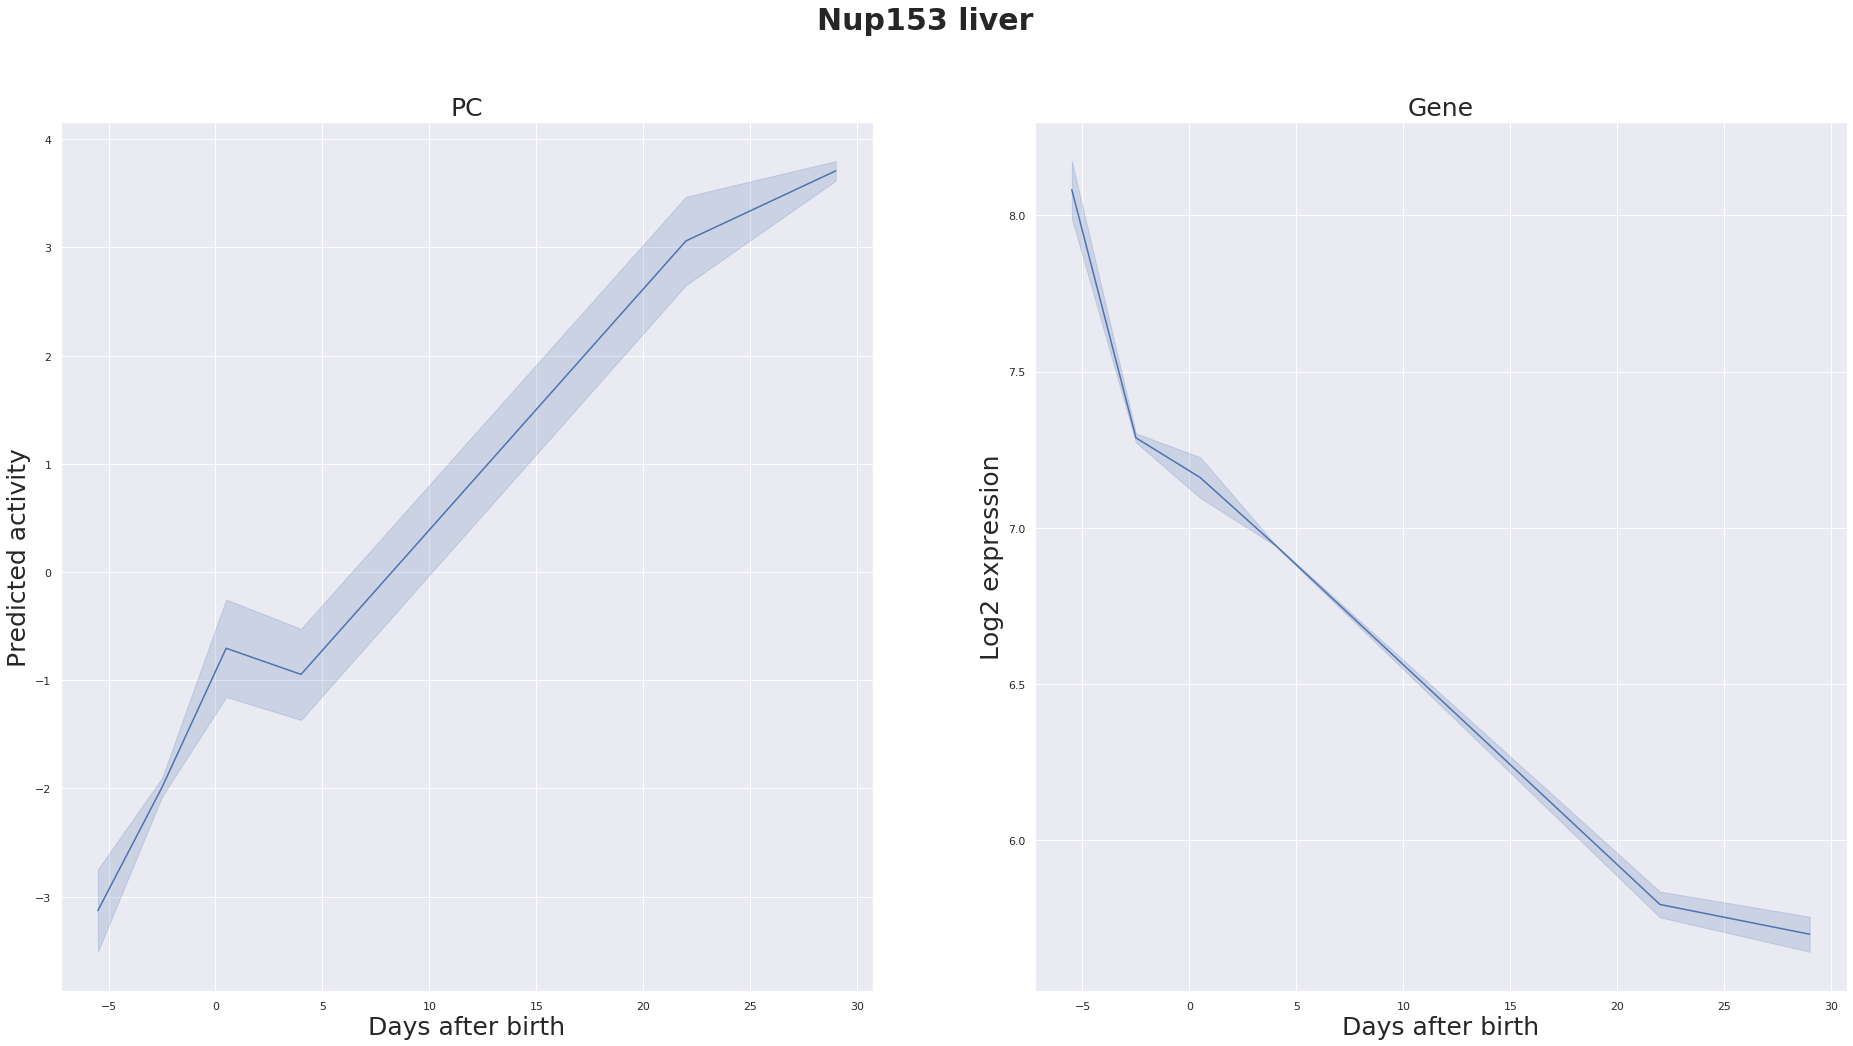 Nup153 liver
PC
Predicted activity
4
3
2
1
0
−1
−2
−3
−5 0 5 10 15 20 25 30
Days after birth
Gene
Log2 expression
8.0
7.5
7.0
6.5
6.0
−5 0 5 10 15 20 25 30
Days after birth